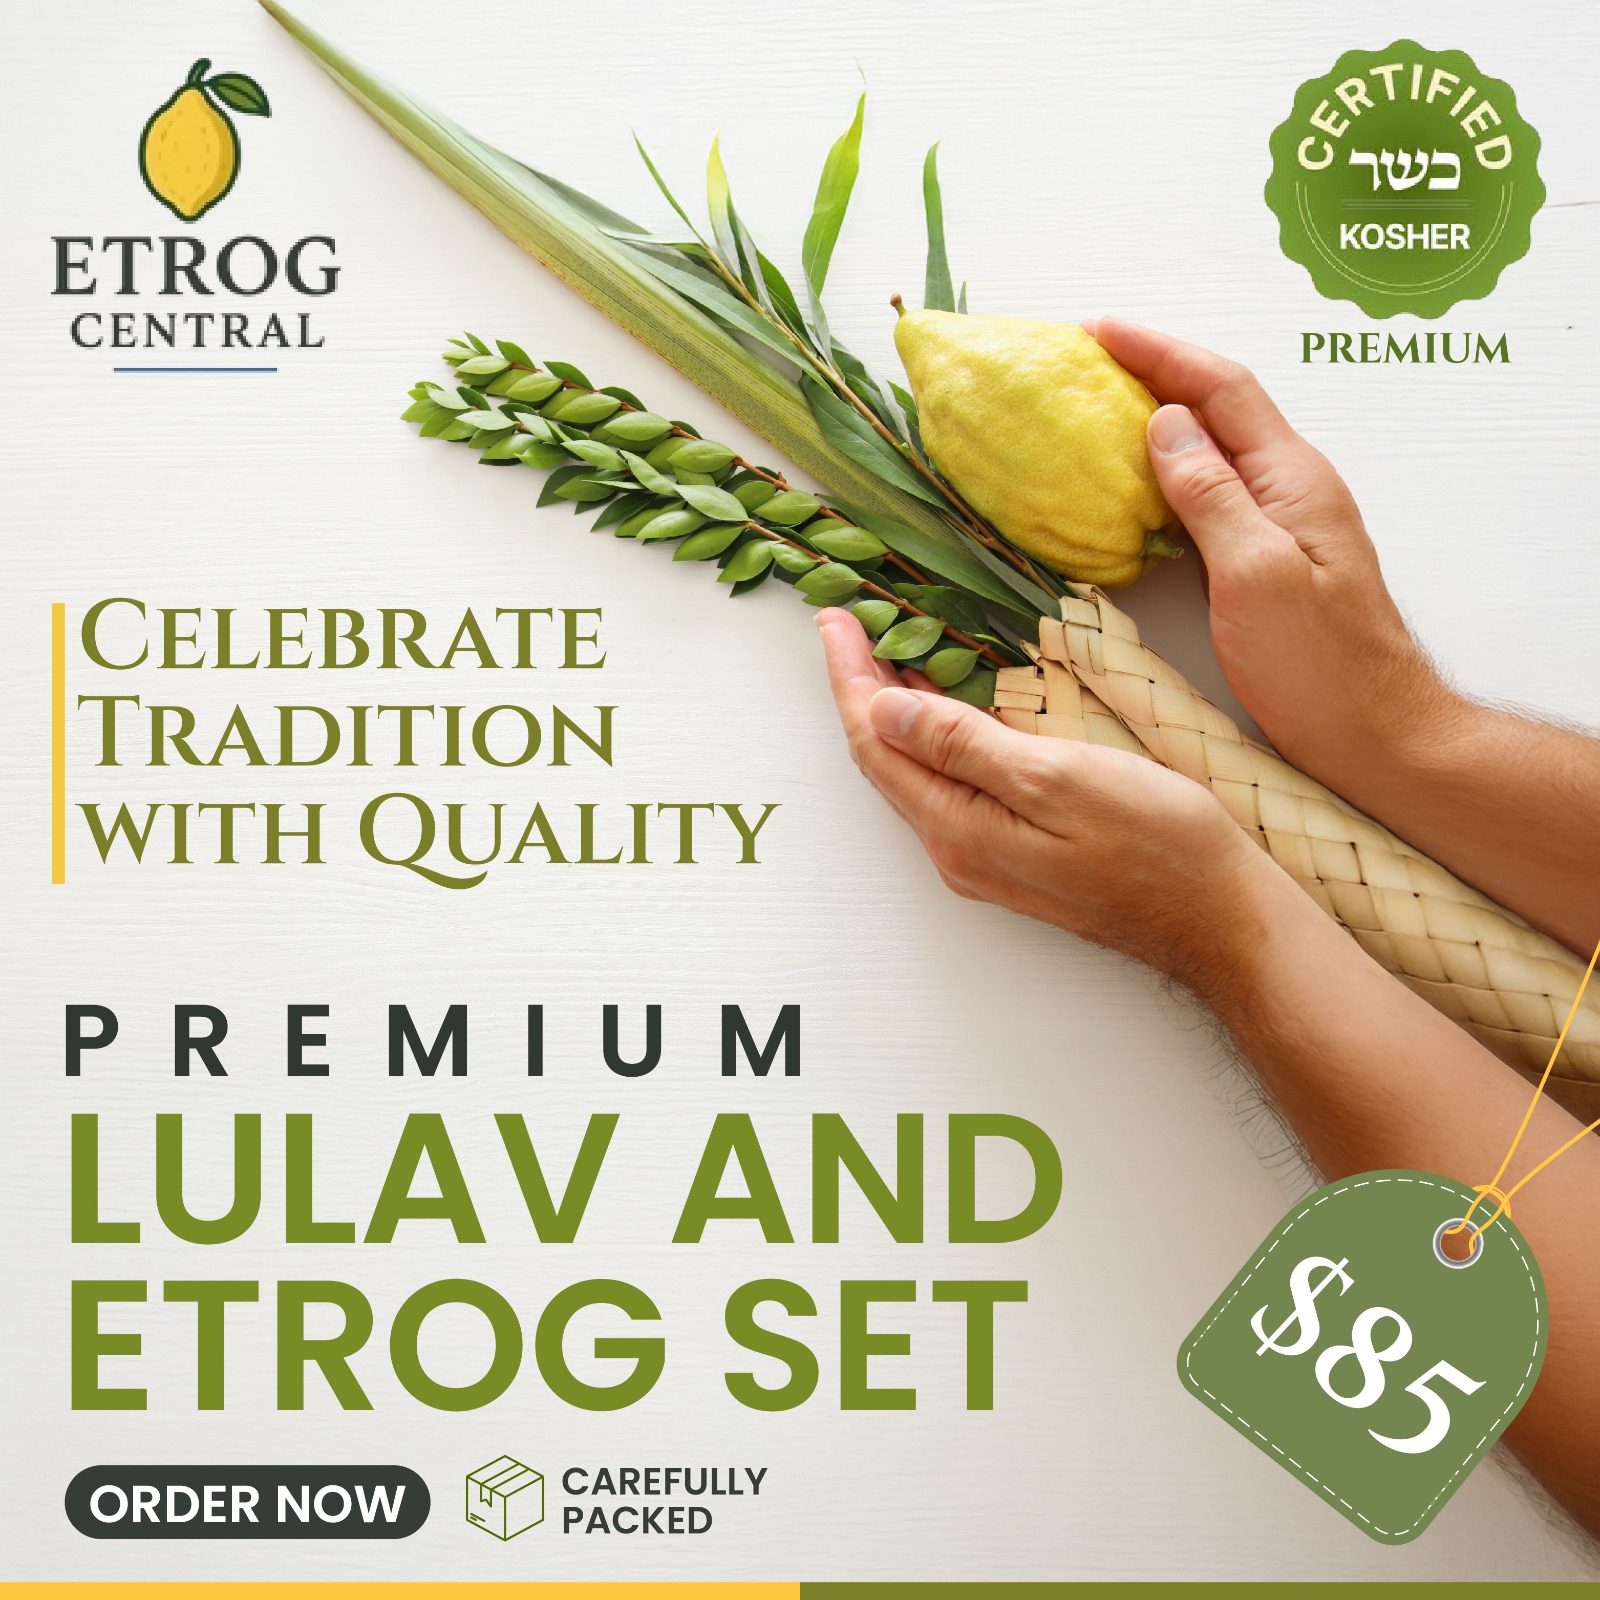 ETROG
CENTRAL
CERTIFIED
כשר
KOSHER
PREMIUM
CELEBRATE
TRADITION
WITH QUALITY
PREMIUM
LULAV AND
ETROG SET
$85
ORDER NOW
CAREFULLY
PACKED